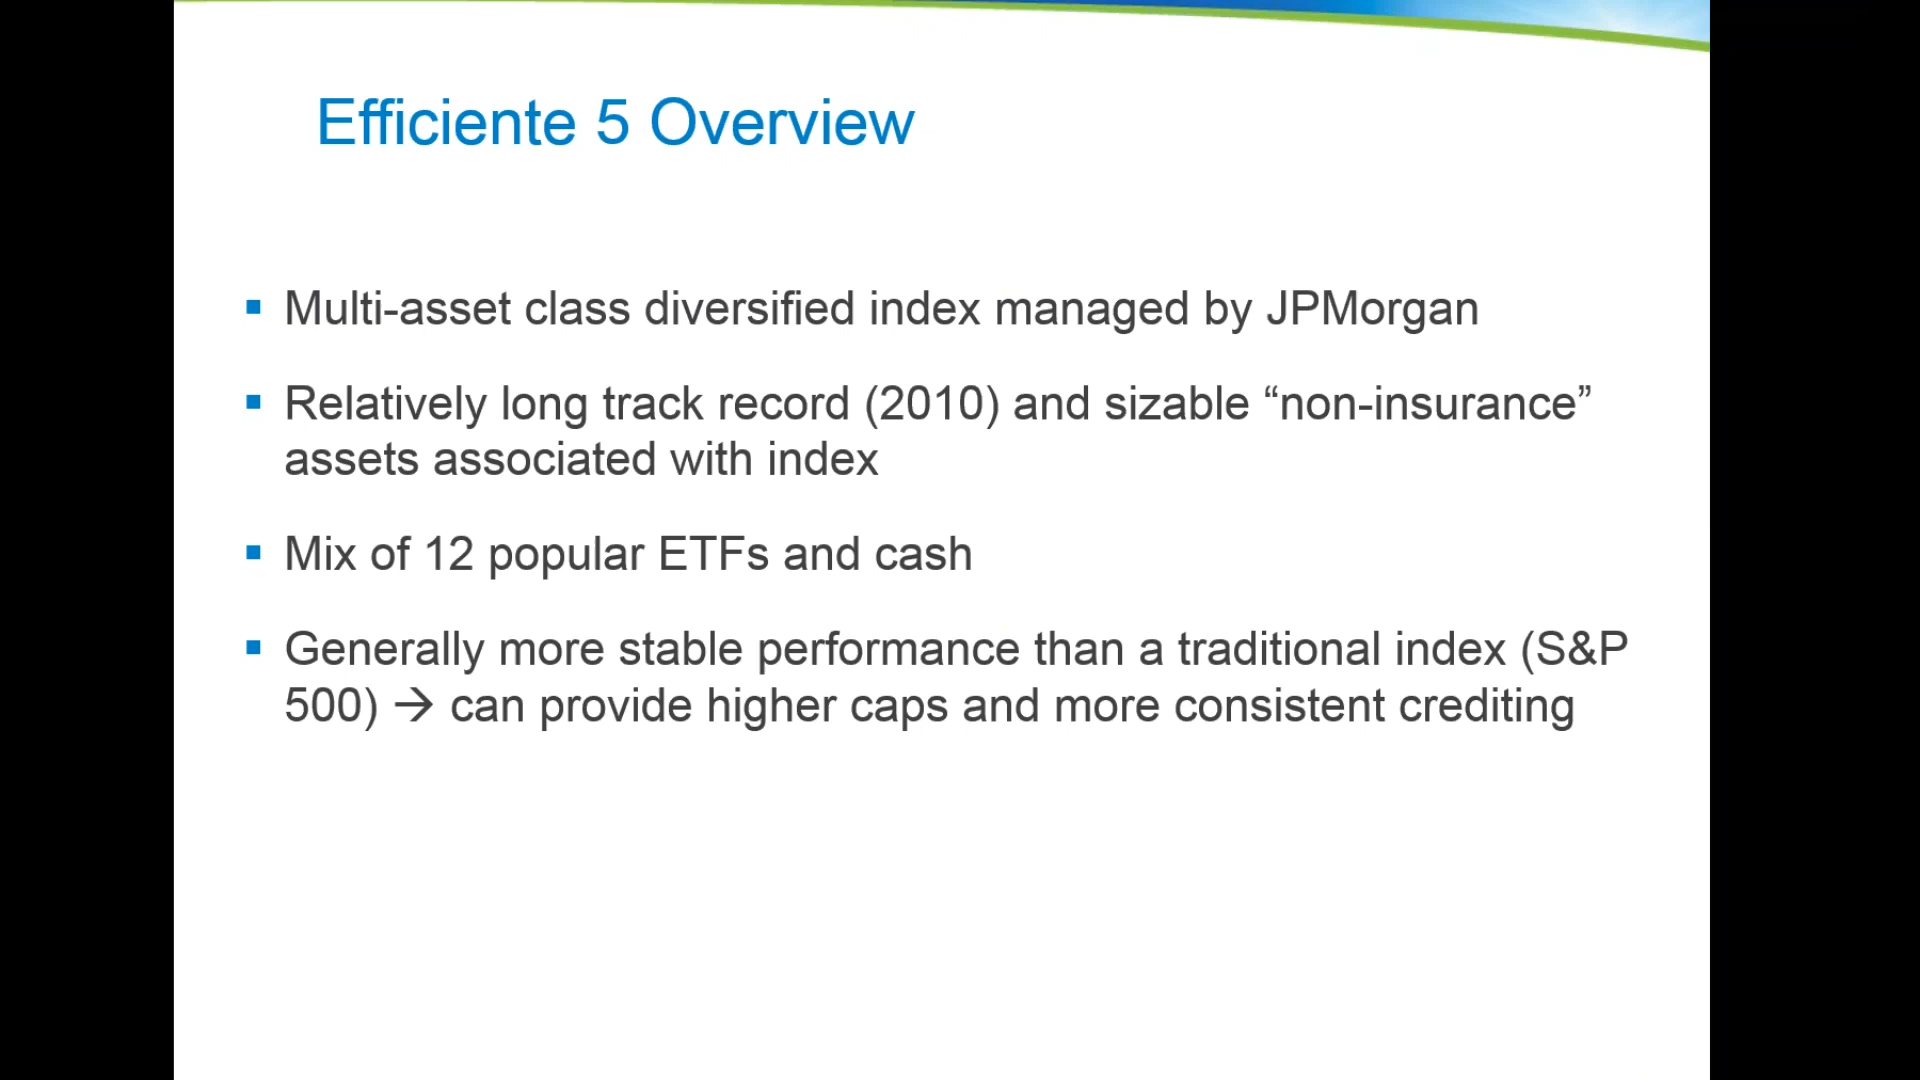 Efficiente 5 Overview
▪ Multi-asset class diversified index managed by JPMorgan
▪ Relatively long track record (2010) and sizable “non-insurance”
assets associated with index
▪ Mix of 12 popular ETFs and cash
▪ Generally more stable performance than a traditional index (S&P
500) → can provide higher caps and more consistent crediting